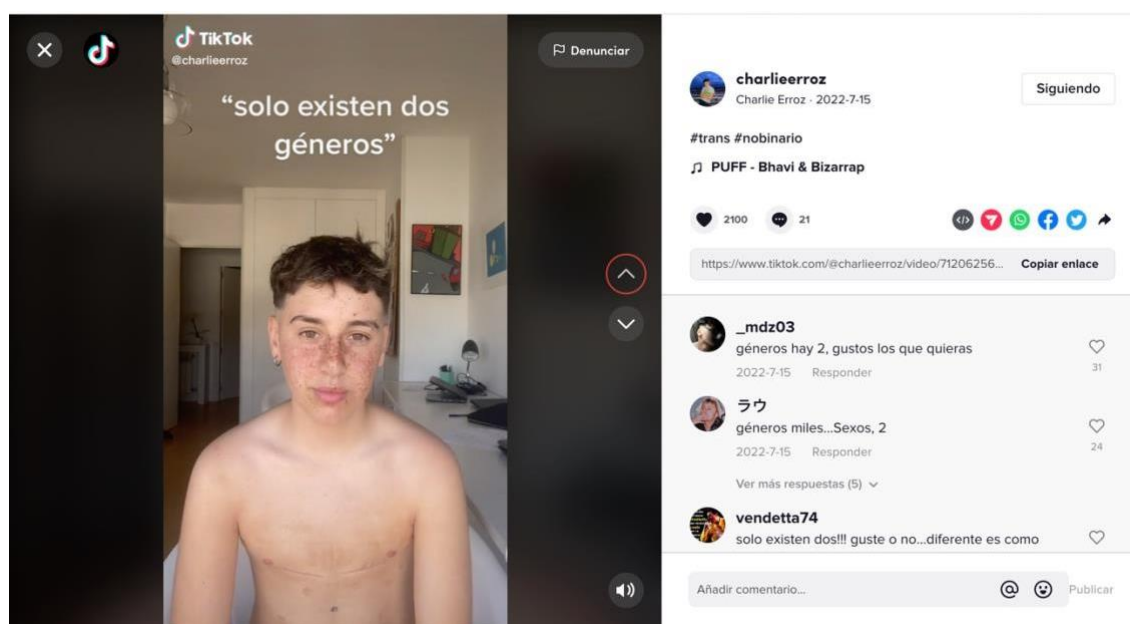 TikTok
@charlieerroz
Denunciar
“solo existen dos
géneros”
charlieerroz
Charlie Erroz · 2022-7-15
Siguiendo
#trans #nobinario
PUFF - Bhavi & Bizarrap
2100
21
https://www.tiktok.com/@charlieerroz/video/71206256...
Copiar enlace
_mdz03
géneros hay 2, gustos los que quieras
31
2022-7-15 Responder
ラウ
géneros miles...Sexos, 2
24
2022-7-15 Responder
Ver más respuestas (5)
vendetta74
solo existen dos!!! guste o no...diferente es como
Añadir comentario...
Publicar